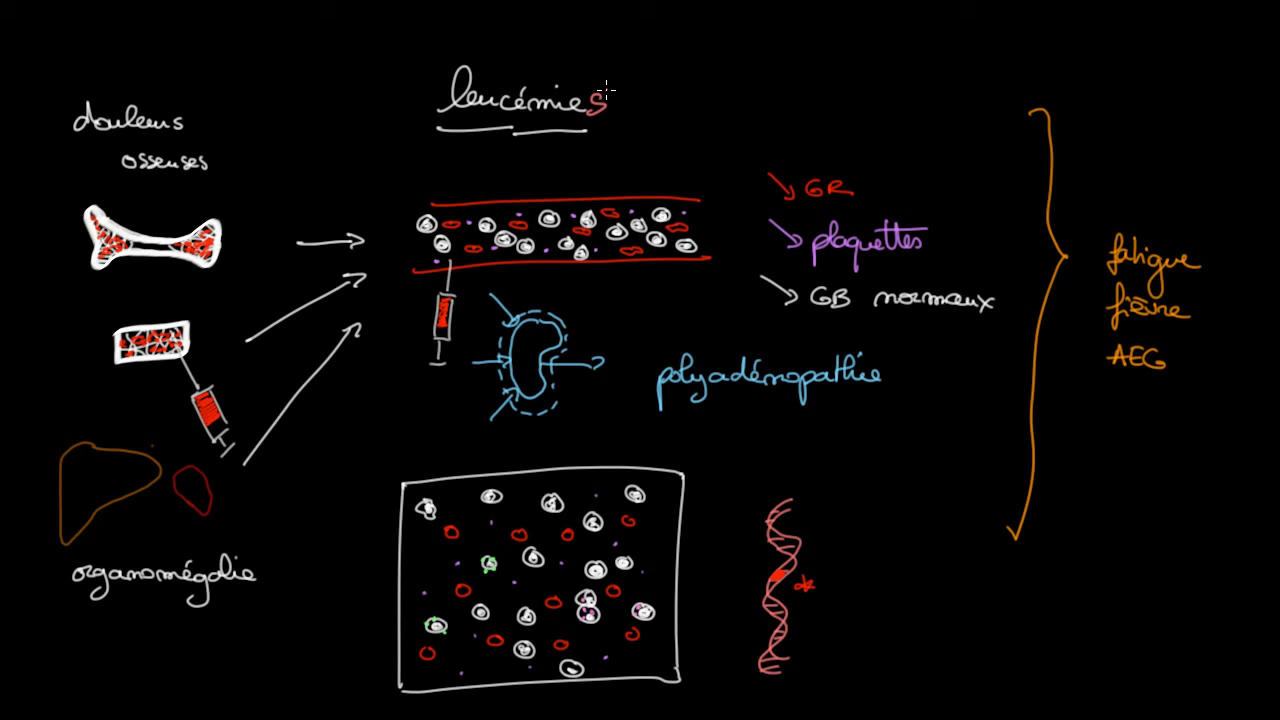 leucémies
douleurs
osseuses
GR
plaquettes
GB normaux
polyadénopathie
organomégalie
fatigue
fièvre
AEG